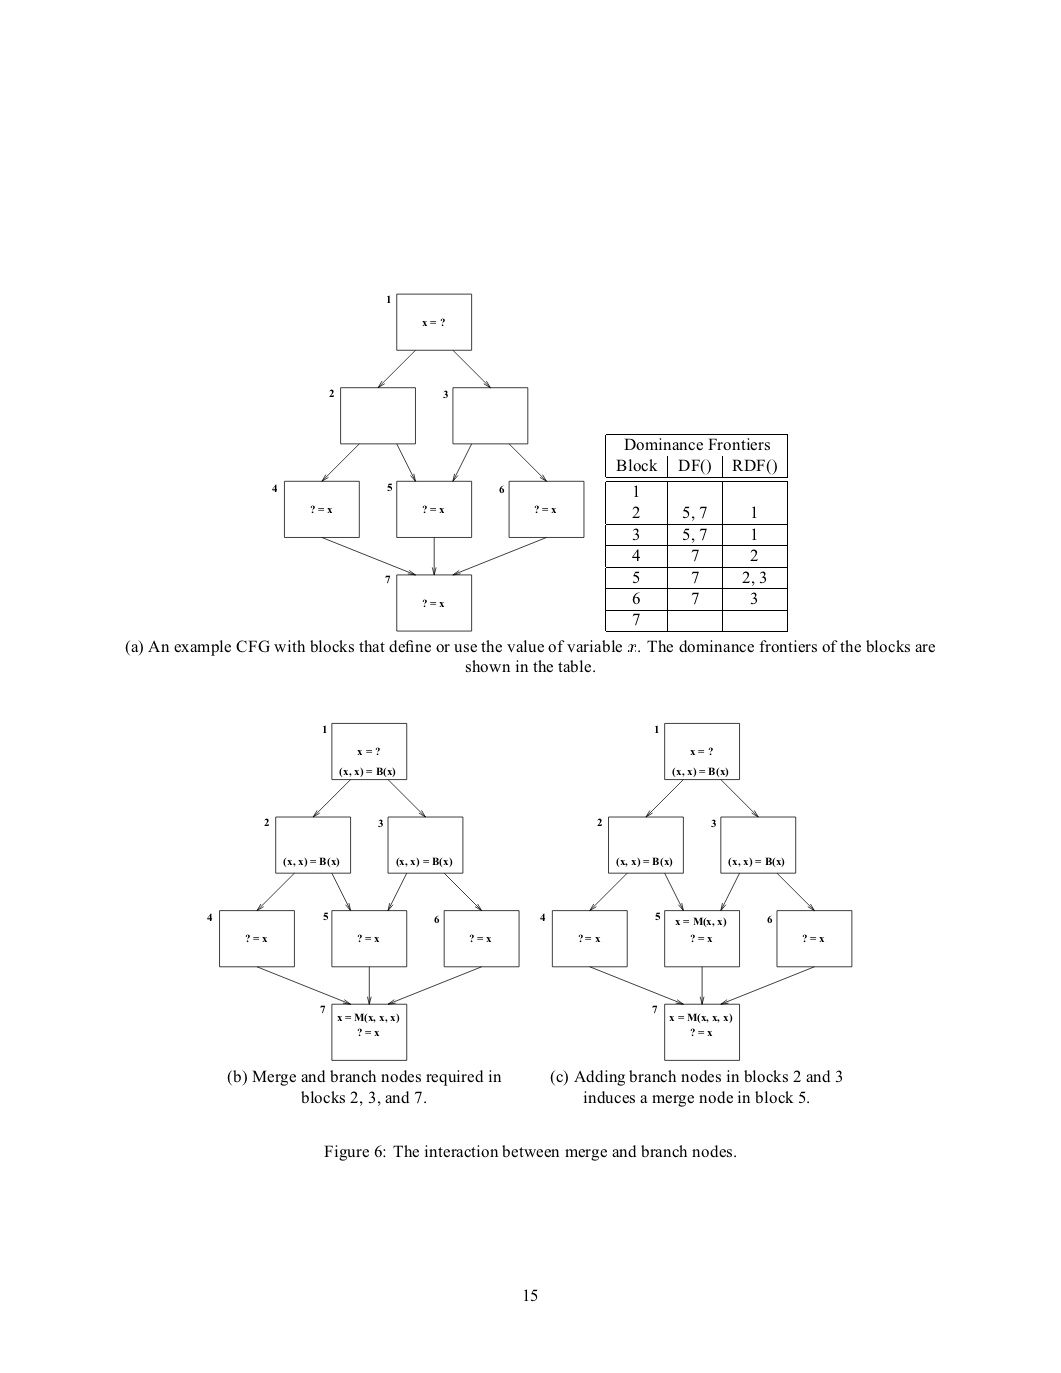 1
x = ?
2
3
4
? = x
5
? = x
6
? = x
7
? = x
Dominance Frontiers
Block DF() RDF()
1
2 5, 7 1
3 5, 7 1
4 7 2
5 7 2, 3
6 7 3
7
(a) An example CFG with blocks that define or use the value of variable x. The dominance frontiers of the blocks are
shown in the table.
1
x = ?
(x, x) = B(x)
2
(x, x) = B(x)
3
(x, x) = B(x)
4
? = x
5
? = x
6
? = x
7
x = M(x, x, x)
? = x
(b) Merge and branch nodes required in
blocks 2, 3, and 7.
1
x = ?
(x, x) = B(x)
2
(x, x) = B(x)
3
(x, x) = B(x)
4
? = x
5
x = M(x, x)
? = x
6
? = x
7
x = M(x, x, x)
? = x
(c) Adding branch nodes in blocks 2 and 3
induces a merge node in block 5.
Figure 6: The interaction between merge and branch nodes.
15